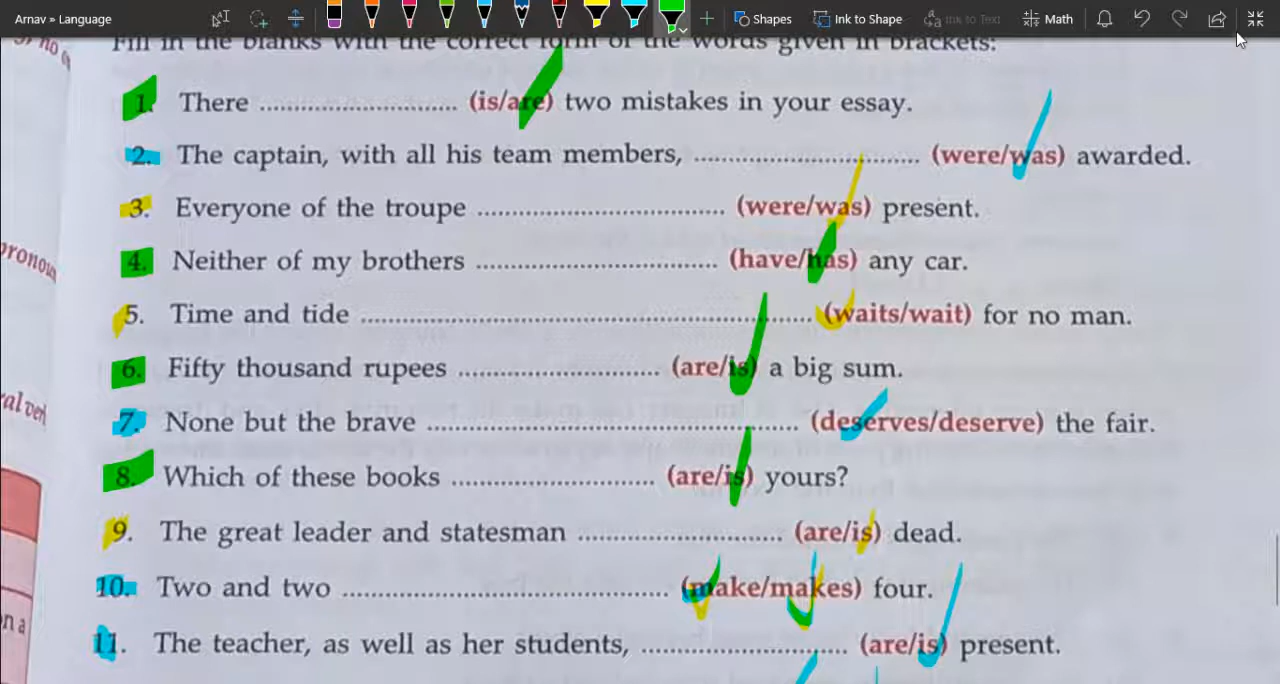 Arnav » Language
Shapes
Ink to Shape
Ink to Text
Math
Fill in the blanks with the correct form of the words given in brackets:
1. There .......................... (is/are) two mistakes in your essay.
2. The captain, with all his team members, .............................. (were/was) awarded.
3. Everyone of the troupe ................................. (were/was) present.
4. Neither of my brothers ................................ (have/has) any car.
5. Time and tide ............................................................ (waits/wait) for no man.
6. Fifty thousand rupees ........................... (are/is) a big sum.
7. None but the brave .................................................. (deserves/deserve) the fair.
8. Which of these books ........................... (are/is) yours?
9. The great leader and statesman ........................... (are/is) dead.
10. Two and two ........................................... (make/makes) four.
11. The teacher, as well as her students, ........................... (are/is) present.